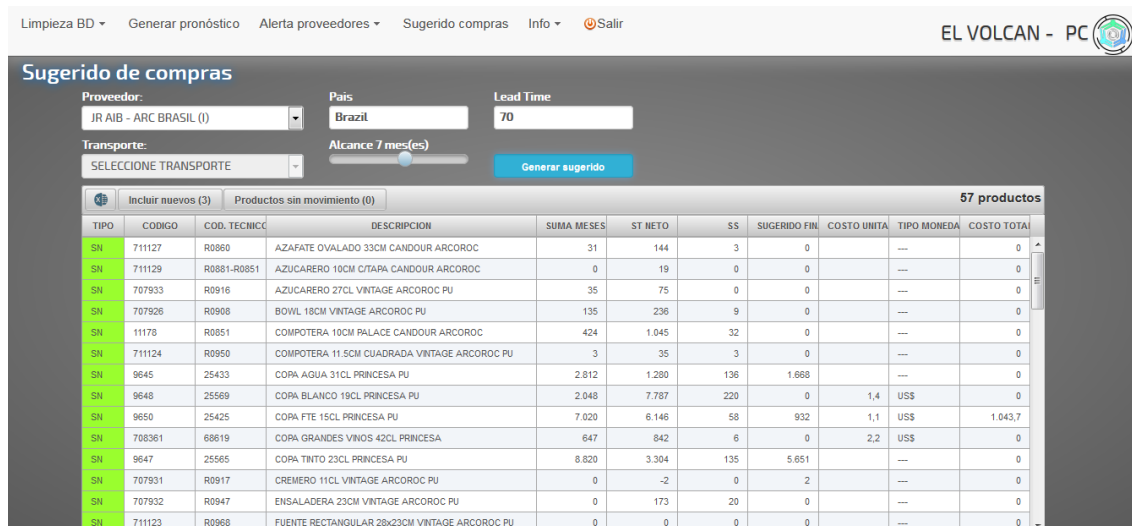 Limpieza BD Generar pronóstico Alerta proveedores Sugerido compras Info Salir
EL VOLCAN - PC
Sugerido de compras
Proveedor: Pais Lead Time
JR AIB - ARC BRASIL (I) Brazil 70
Transporte: Alcance 7 mes(es)
SELECCIONE TRANSPORTE Generar sugerido
Incluir nuevos (3) Productos sin movimiento (0) 57 productos
TIPO CODIGO COD. TECNICO DESCRIPCION SUMA MESES ST NETO SS SUGERIDO FIN. COSTO UNITA TIPO MONEDA COSTO TOTAL
SN 711127 R0860 AZAFATE OVALADO 33CM CANDOUR ARCOROC 31 144 3 0 --- 0
SN 711129 R0881-R0851 AZUCARERO 10CM C/TAPA CANDOUR ARCOROC 0 19 0 0 --- 0
SN 707933 R0916 AZUCARERO 27CL VINTAGE ARCOROC PU 35 75 0 0 --- 0
SN 707926 R0908 BOWL 18CM VINTAGE ARCOROC PU 135 236 9 0 --- 0
SN 11178 R0851 COMPOTERA 10CM PALACE CANDOUR ARCOROC 424 1.045 32 0 --- 0
SN 711124 R0950 COMPOTERA 11.5CM CUADRADA VINTAGE ARCOROC PU 3 35 3 0 --- 0
SN 9645 25433 COPA AGUA 31CL PRINCESA PU 2.812 1.280 136 1.668 --- 0
SN 9648 25569 COPA BLANCO 19CL PRINCESA PU 2.048 7.787 220 0 1,4 US$ 0
SN 9650 25425 COPA FTE 15CL PRINCESA PU 7.020 6.146 58 932 1,1 US$ 1.043,7
SN 708361 68619 COPA GRANDES VINOS 42CL PRINCESA 647 842 6 0 2,2 US$ 0
SN 9647 25565 COPA TINTO 23CL PRINCESA PU 8.820 3.304 135 5.651 --- 0
SN 707931 R0917 CREMERO 11CL VINTAGE ARCOROC PU 0 -2 0 2 --- 0
SN 707932 R0947 ENSALADERA 23CM VINTAGE ARCOROC PU 0 173 20 0 --- 0
SN 711123 R0968 FUENTE RECTANGULAR 28x23CM VINTAGE ARCOROC PU 0 0 0 0 --- 0